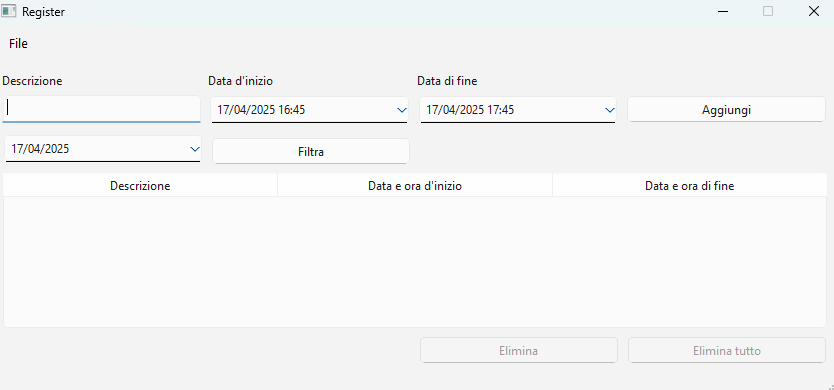 Register
File
Descrizione Data d'inizio Data di fine
17/04/2025 16:45 17/04/2025 17:45 Aggiungi
17/04/2025 Filtra
Descrizione Data e ora d'inizio Data e ora di fine
Elimina Elimina tutto